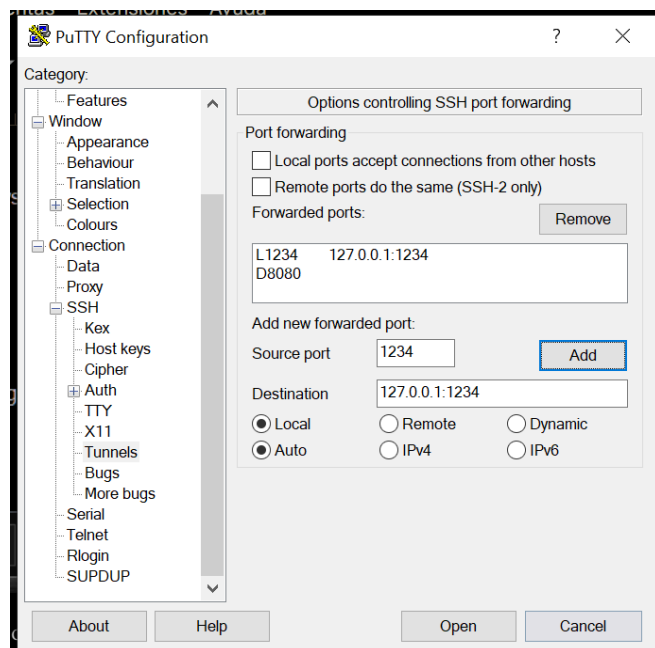 Extensiones Ayuda
PuTTY Configuration ? ×
Category:
Features
Window
Appearance
Behaviour
Translation
Selection
Colours
Connection
Data
Proxy
SSH
Kex
Host keys
Cipher
Auth
TTY
X11
Tunnels
Bugs
More bugs
Serial
Telnet
Rlogin
SUPDUP
Options controlling SSH port forwarding
Port forwarding
Local ports accept connections from other hosts
Remote ports do the same (SSH-2 only)
Forwarded ports:
Remove
L1234 127.0.0.1:1234
D8080
Add new forwarded port:
Source port 1234 Add
Destination 127.0.0.1:1234
Local Remote Dynamic
Auto IPv4 IPv6
About Help Open Cancel